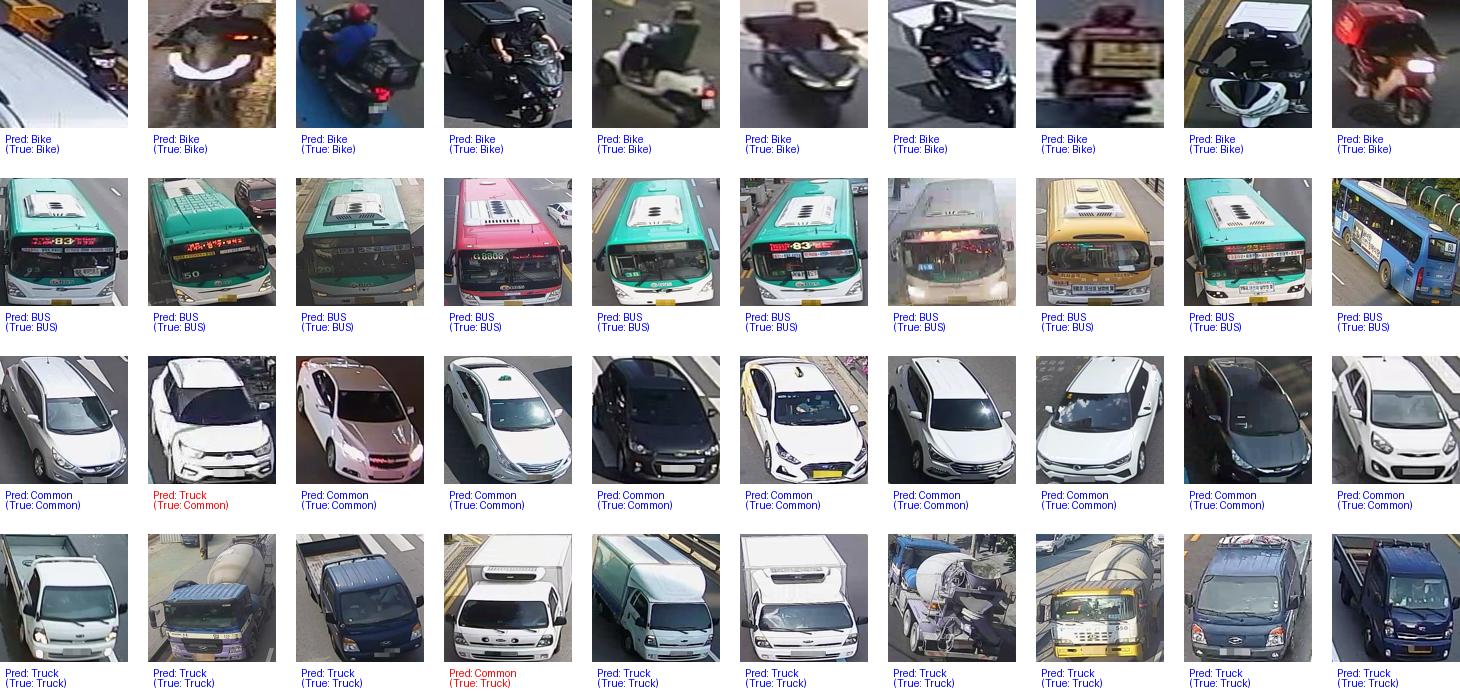 Pred: Bike
(True: Bike)
Pred: Bike
(True: Bike)
Pred: Bike
(True: Bike)
Pred: Bike
(True: Bike)
Pred: Bike
(True: Bike)
Pred: Bike
(True: Bike)
Pred: Bike
(True: Bike)
Pred: Bike
(True: Bike)
Pred: Bike
(True: Bike)
Pred: Bike
(True: Bike)
83
50
8808
83
Pred: BUS
(True: BUS)
Pred: BUS
(True: BUS)
Pred: BUS
(True: BUS)
Pred: BUS
(True: BUS)
Pred: BUS
(True: BUS)
Pred: BUS
(True: BUS)
Pred: BUS
(True: BUS)
Pred: BUS
(True: BUS)
Pred: BUS
(True: BUS)
Pred: BUS
(True: BUS)
Pred: Common
(True: Common)
Pred: Truck
(True: Common)
Pred: Common
(True: Common)
Pred: Common
(True: Common)
Pred: Common
(True: Common)
Pred: Common
(True: Common)
Pred: Common
(True: Common)
Pred: Common
(True: Common)
Pred: Common
(True: Common)
Pred: Common
(True: Common)
Pred: Truck
(True: Truck)
Pred: Truck
(True: Truck)
Pred: Truck
(True: Truck)
Pred: Common
(True: Truck)
Pred: Truck
(True: Truck)
Pred: Truck
(True: Truck)
Pred: Truck
(True: Truck)
Pred: Truck
(True: Truck)
Pred: Truck
(True: Truck)
Pred: Truck
(True: Truck)